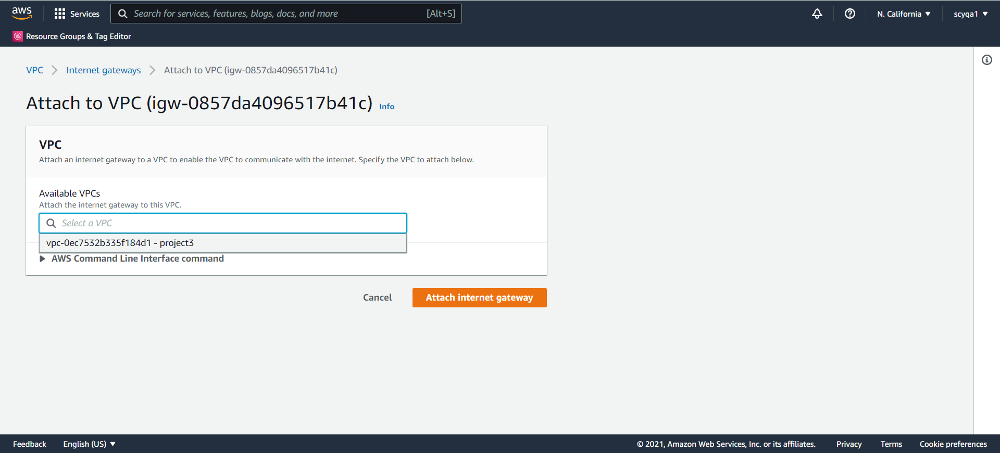 aws Services Search for services, features, blogs, docs, and more [Alt+S] N. California scyqa1
Resource Groups & Tag Editor
VPC Internet gateways Attach to VPC (igw-0857da4096517b41c)
Attach to VPC (igw-0857da4096517b41c) Info
VPC
Attach an internet gateway to a VPC to enable the VPC to communicate with the internet. Specify the VPC to attach below.
Available VPCs
Attach the internet gateway to this VPC.
Select a VPC
vpc-0ec7532b335f184d1 - project3
AWS Command Line Interface command
Cancel Attach internet gateway
Feedback English (US) © 2021, Amazon Web Services, Inc. or its affiliates. Privacy Terms Cookie preferences